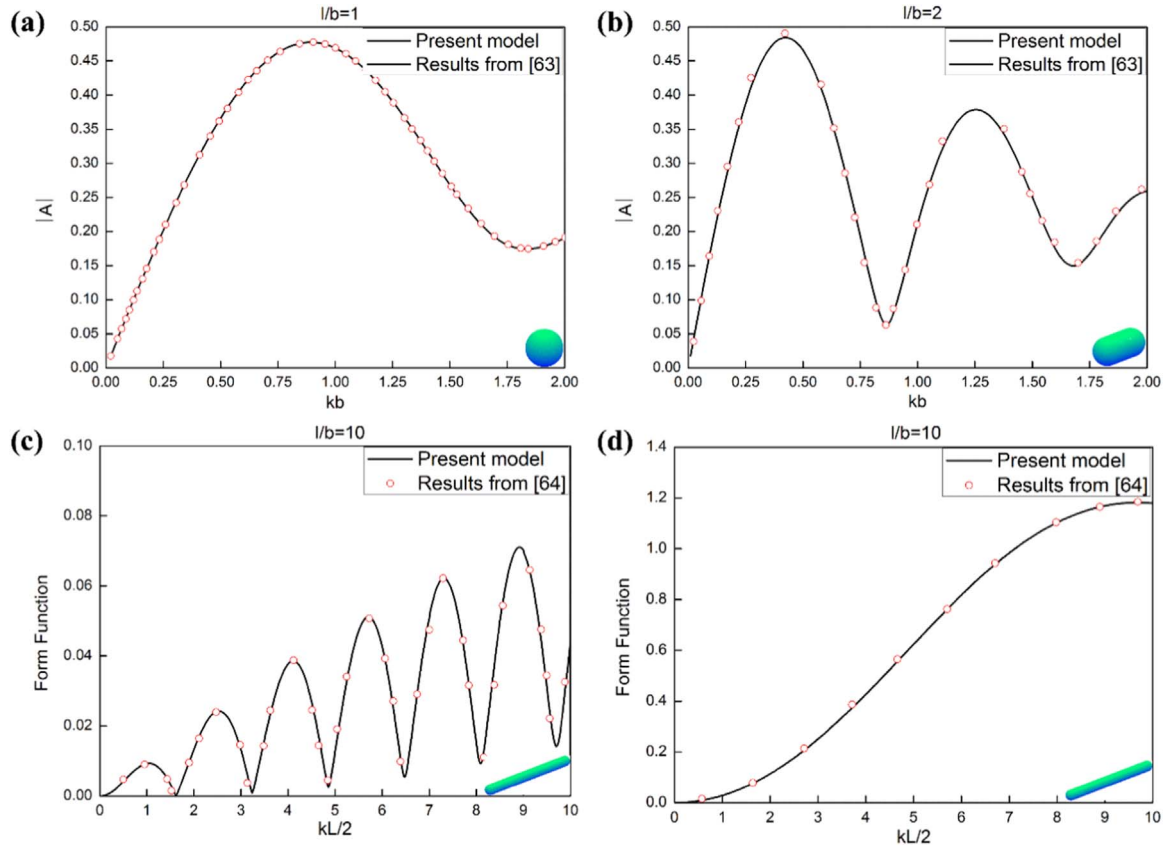 (a)
l/b=1
Present model
Results from [63]
0.50
0.45
0.40
0.35
0.30
0.25
0.20
0.15
0.10
0.05
0.00
|A|
0.00 0.25 0.50 0.75 1.00 1.25 1.50 1.75 2.00
kb
(b)
l/b=2
Present model
Results from [63]
0.50
0.45
0.40
0.35
0.30
0.25
0.20
0.15
0.10
0.05
0.00
|A|
0.00 0.25 0.50 0.75 1.00 1.25 1.50 1.75 2.00
kb
(c)
l/b=10
Present model
Results from [64]
0.10
0.08
0.06
0.04
0.02
0.00
Form Function
0 1 2 3 4 5 6 7 8 9 10
kL/2
(d)
l/b=10
Present model
Results from [64]
1.4
1.2
1.0
0.8
0.6
0.4
0.2
0.0
Form Function
0 1 2 3 4 5 6 7 8 9 10
kL/2